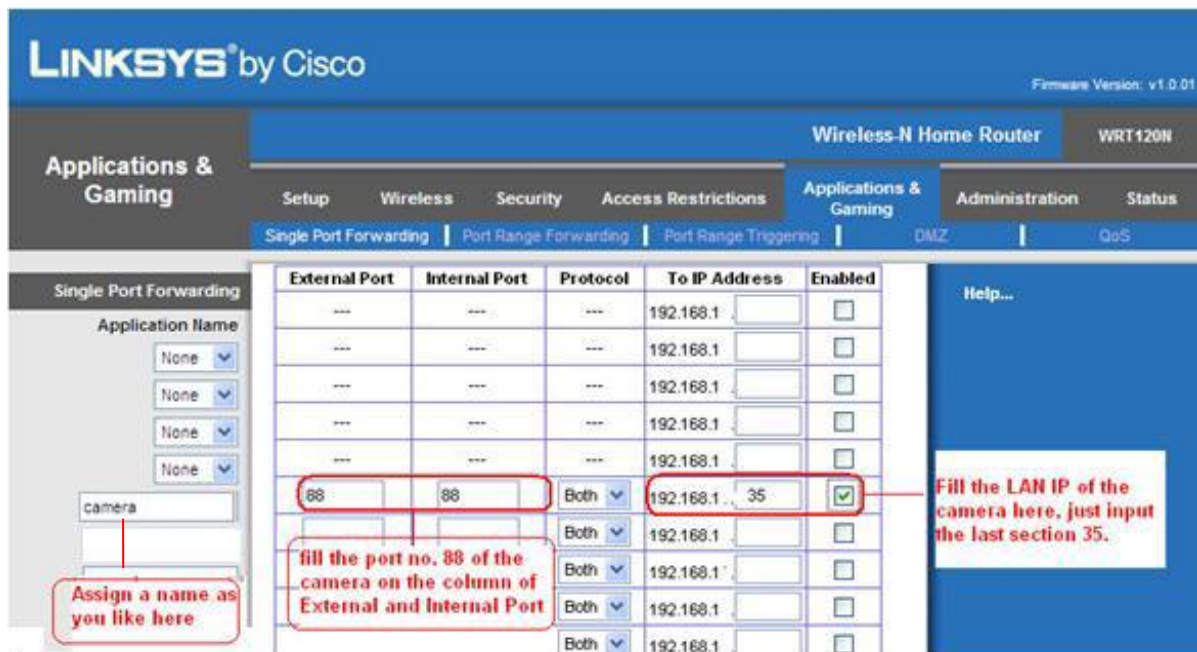 LINKSYS® by Cisco
Firmware Version: v1.0.01
Wireless-N Home Router WRT120N
Applications &
Gaming
Setup Wireless Security Access Restrictions Applications & Gaming Administration Status
Single Port Forwarding | Port Range Forwarding | Port Range Triggering | DMZ | QoS
Single Port Forwarding
Application Name
None
None
None
None
camera
Assign a name as
you like here
External Port Internal Port Protocol To IP Address Enabled
--- --- --- 192.168.1 .
--- --- --- 192.168.1 .
--- --- --- 192.168.1 .
--- --- --- 192.168.1 .
--- --- --- 192.168.1 .
88 88 Both 192.168.1 . 35
Both 192.168.1 .
Both 192.168.1 .
Both 192.168.1 .
Both 192.168.1 .
fill the port no. 88 of the
camera on the column of
External and Internal Port
Help...
Fill the LAN IP of the
camera here, just input
the last section 35.